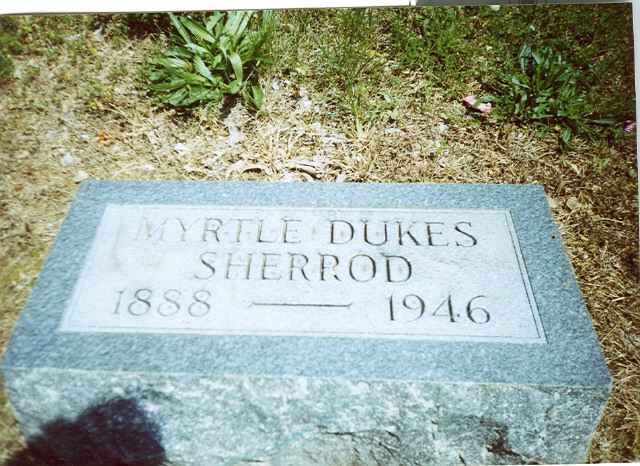 MYRTLE DUKES
SHERROD
1888 — 1946